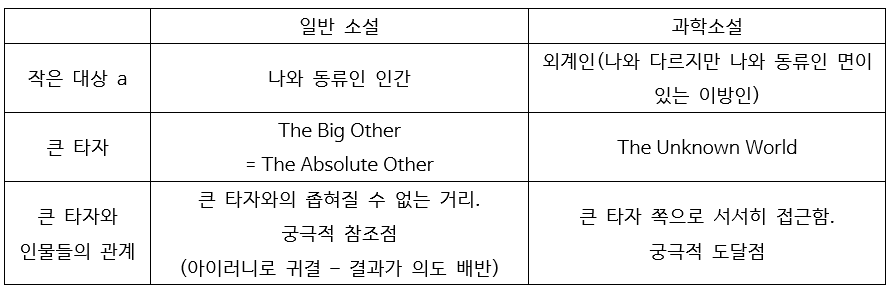 일반 소설
과학소설
작은 대상 a
나와 동류인 인간
외계인(나와 다르지만 나와 동류인 면이
있는 이방인)
큰 타자
The Big Other
= The Absolute Other
The Unknown World
큰 타자와
인물들의 관계
큰 타자와의 좁혀질 수 없는 거리.
궁극적 참조점
(아이러니로 귀결 – 결과가 의도 배반)
큰 타자 쪽으로 서서히 접근함.
궁극적 도달점